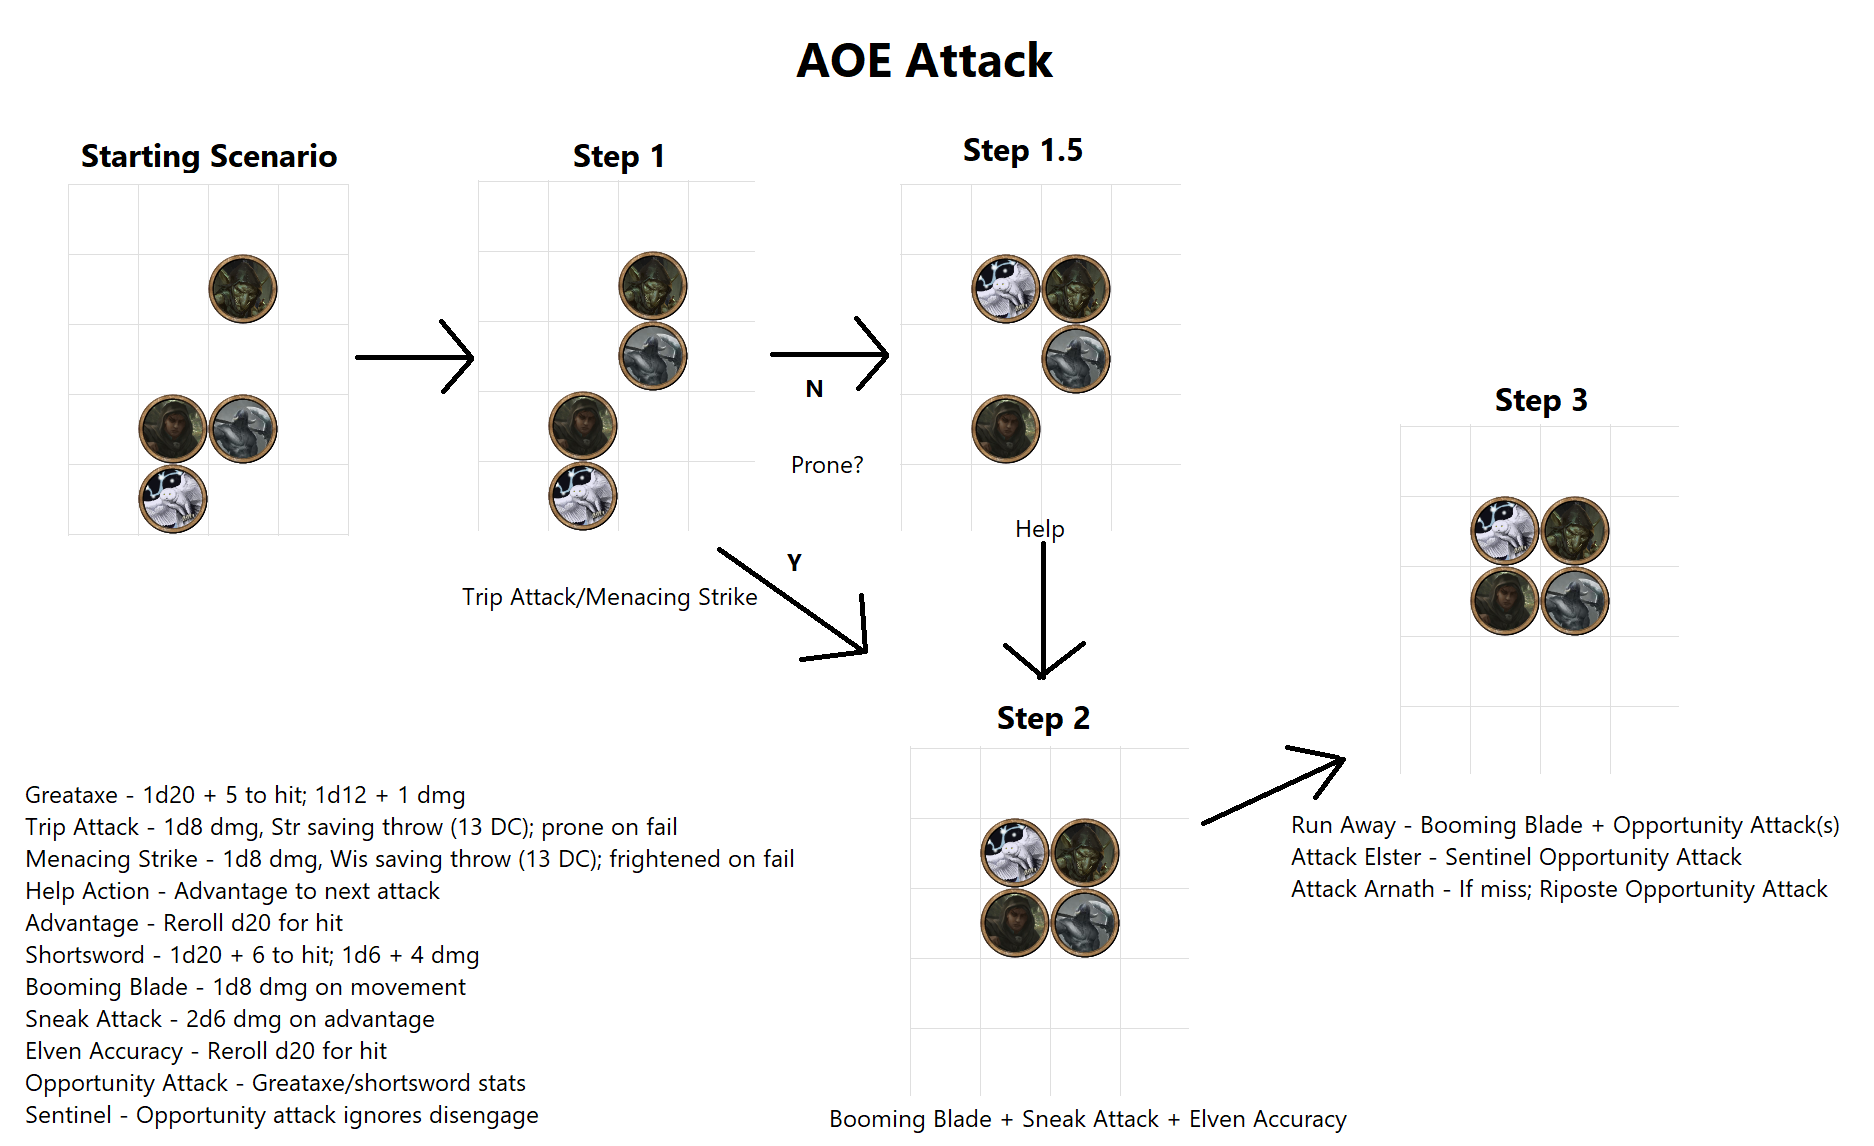 AOE Attack
Starting Scenario
Step 1
Step 1.5
N
Prone?
Y
Trip Attack/Menacing Strike
Help
Step 2
Booming Blade + Sneak Attack + Elven Accuracy
Step 3
Run Away - Booming Blade + Opportunity Attack(s)
Attack Elster - Sentinel Opportunity Attack
Attack Arnath - If miss; Riposte Opportunity Attack
Greataxe - 1d20 + 5 to hit; 1d12 + 1 dmg
Trip Attack - 1d8 dmg, Str saving throw (13 DC); prone on fail
Menacing Strike - 1d8 dmg, Wis saving throw (13 DC); frightened on fail
Help Action - Advantage to next attack
Advantage - Reroll d20 for hit
Shortsword - 1d20 + 6 to hit; 1d6 + 4 dmg
Booming Blade - 1d8 dmg on movement
Sneak Attack - 2d6 dmg on advantage
Elven Accuracy - Reroll d20 for hit
Opportunity Attack - Greataxe/shortsword stats
Sentinel - Opportunity attack ignores disengage